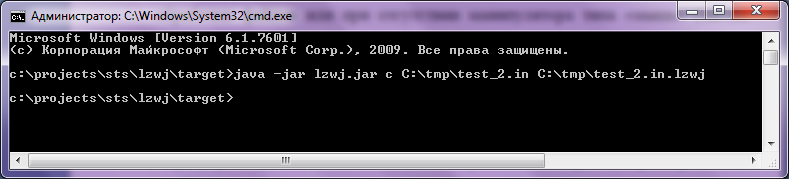 Администратор: C:\Windows\System32\cmd.exe
Microsoft Windows [Version 6.1.7601]
(c) Корпорация Майкрософт (Microsoft Corp.), 2009. Все права защищены.
c:\projects\sts\lzwj\target>java -jar lzwj.jar c C:\tmp\test_2.in C:\tmp\test_2.in.lzwj
c:\projects\sts\lzwj\target>